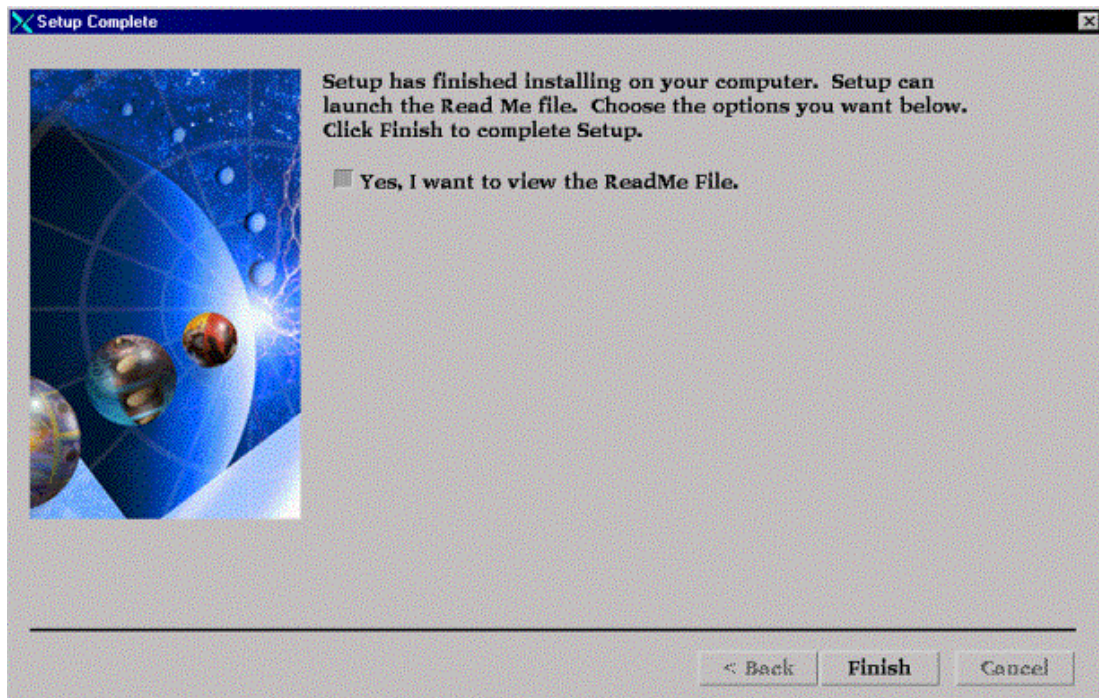 Setup Complete
Setup has finished installing on your computer. Setup can
launch the Read Me file. Choose the options you want below.
Click Finish to complete Setup.
Yes, I want to view the ReadMe File.
< Back
Finish
Cancel